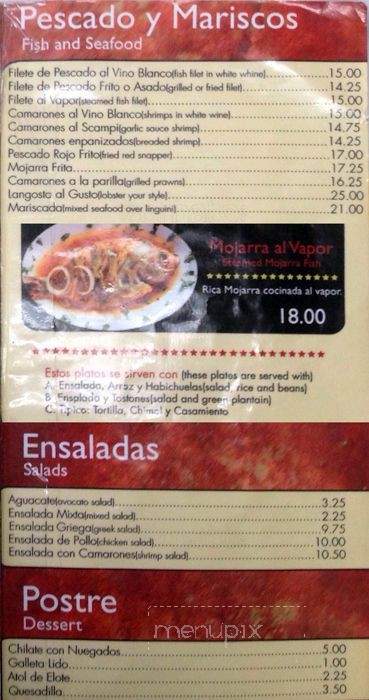 Pescado y Mariscos
Fish and Seafood
Filete de Pescado al Vino Blanco(fish filet in white whine)......15.00
Filete de Pescado Frito o Asado(grilled or fried filet)......14.25
Filete al Vapor(steamed fish filet)......15.00
Camarones al Vino Blanco(shrimps in white wine)......15.00
Camarones al Scampi(garlic sauce shrimp)......14.75
Camarones enpanizados(breaded shrimp)......14.25
Pescado Rojo Frito(fried red snapper)......17.00
Mojarra Frita......17.25
Camarones a la parilla(grilled prawns)......16.25
Langosta al Gusto(lobster your style)......25.00
Mariscada(mixed seafood over linguini)......21.00
Mojarra al Vapor
Steamed Mojarra Fish
Rica Mojarra cocinada al vapor.
18.00
Estos platos se sirven con (these plates are served with)
A. Ensalada, Arroz y Habichuelas(salad, rice and beans)
B. Ensalada y Tostones(salad and green plantain)
C. Tipico: Tortilla, Chimol y Casamiento
Ensaladas
Salads
Aguacate(avocato salad)......3.25
Ensalada Mixta(mixed salad)......2.25
Ensalada Griega(greek salad)......9.75
Ensalada de Pollo(chicken salad)......10.00
Ensalada con Camarones(shrimp salad)......10.50
Postre
Dessert
menupix
Chilate con Nuegados......5.00
Galleta Lido......1.00
Atol de Elote......2.25
Quesadilla......3.50